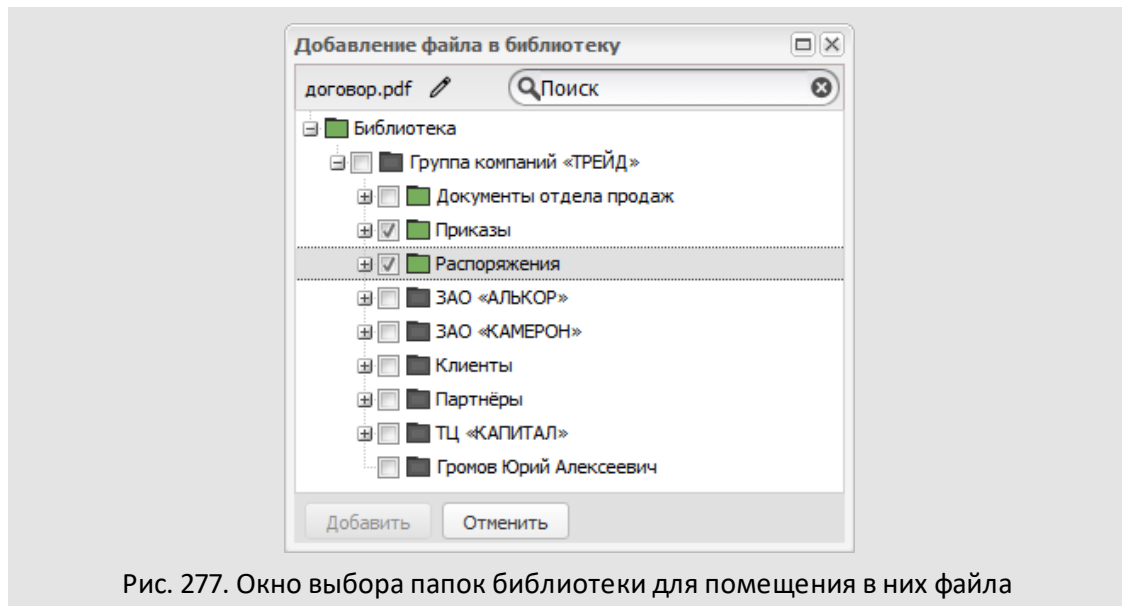 Добавление файла в библиотеку
договор.pdf Поиск
Библиотека
Группа компаний «ТРЕЙД»
Документы отдела продаж
Приказы
Распоряжения
ЗАО «АЛЬКОР»
ЗАО «КАМЕРОН»
Клиенты
Партнёры
ТЦ «КАПИТАЛ»
Громов Юрий Алексеевич
Добавить Отменить
Рис. 277. Окно выбора папок библиотеки для помещения в них файла